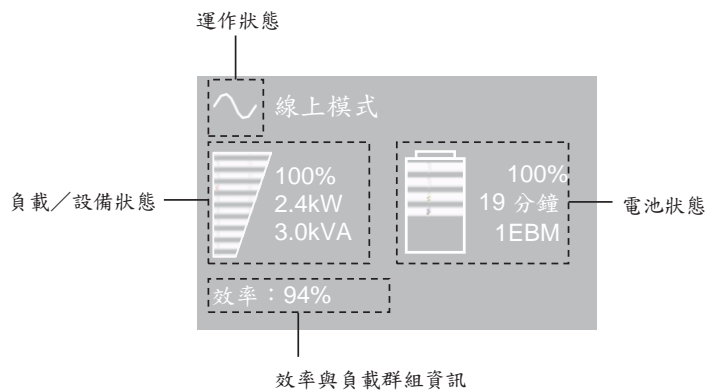 運作狀態
線上模式
負載／設備狀態
100%
2.4kW
3.0kVA
100%
19 分鐘
1EBM
電池狀態
效率：94%
效率與負載群組資訊